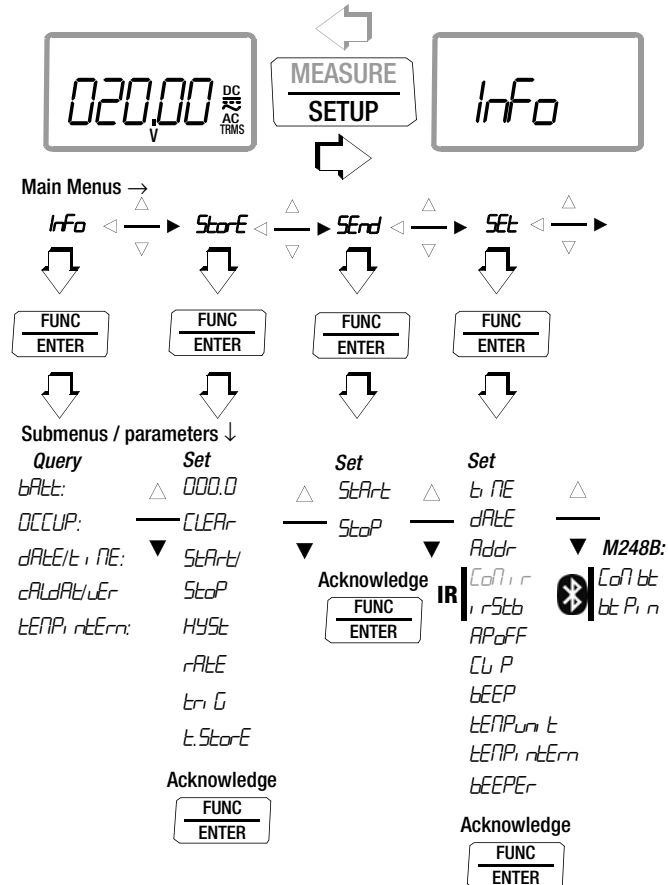 MEASURE
SETUP
020.00 DC AC TRMS
V
InFo
Main Menus →
InFo StorE SEnd SEt
FUNC FUNC FUNC FUNC
ENTER ENTER ENTER ENTER
Submenus / parameters ↓
Query
bAtt:
OCCUP:
dAtE/tiME:
cALdAt/uEr
tEMPintErn:
Set
000.0
CLEAr
StArt/
StoP
HYSt
rAtE
triG
t.StorE
Acknowledge
FUNC
ENTER
Set
StArt
StoP
Acknowledge
FUNC
ENTER
Set
tiME
dAtE
Addr
IR
CoMir
irStb
APoFF
CLiP
bEEP
tEMPunit
tEMPintErn
bEEPEr
Acknowledge
FUNC
ENTER
M248B:
CoM bt
bt Pin